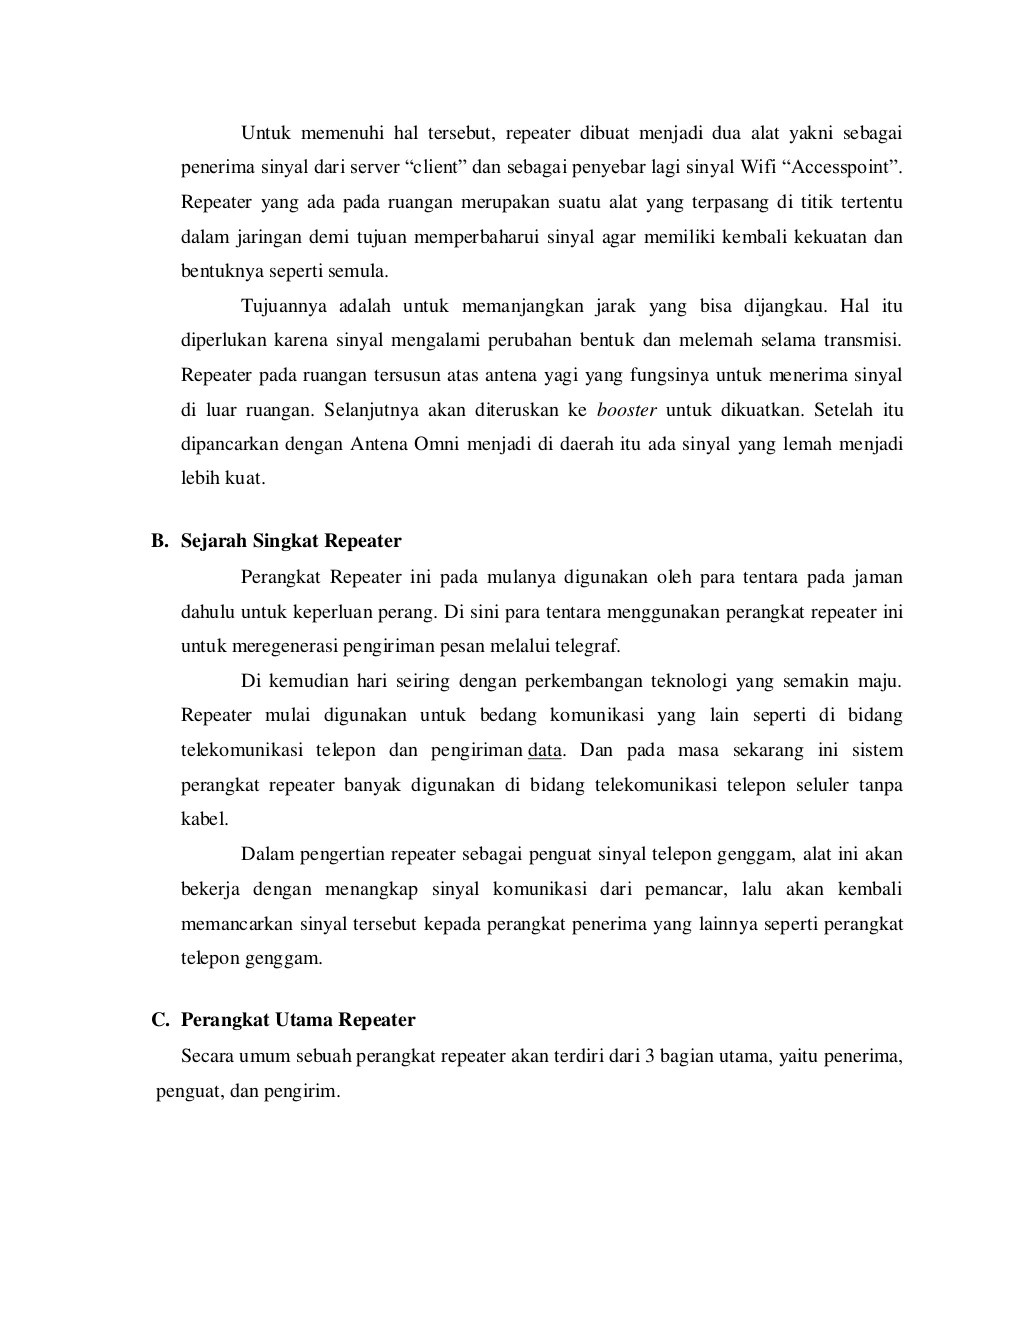 Untuk memenuhi hal tersebut, repeater dibuat menjadi dua alat yakni sebagai
penerima sinyal dari server “client” dan sebagai penyebar lagi sinyal Wifi “Accesspoint”.
Repeater yang ada pada ruangan merupakan suatu alat yang terpasang di titik tertentu
dalam jaringan demi tujuan memperbaharui sinyal agar memiliki kembali kekuatan dan
bentuknya seperti semula.
Tujuannya adalah untuk memanjangkan jarak yang bisa dijangkau. Hal itu
diperlukan karena sinyal mengalami perubahan bentuk dan melemah selama transmisi.
Repeater pada ruangan tersusun atas antena yagi yang fungsinya untuk menerima sinyal
di luar ruangan. Selanjutnya akan diteruskan ke booster untuk dikuatkan. Setelah itu
dipancarkan dengan Antena Omni menjadi di daerah itu ada sinyal yang lemah menjadi
lebih kuat.
B. Sejarah Singkat Repeater
Perangkat Repeater ini pada mulanya digunakan oleh para tentara pada jaman
dahulu untuk keperluan perang. Di sini para tentara menggunakan perangkat repeater ini
untuk meregenerasi pengiriman pesan melalui telegraf.
Di kemudian hari seiring dengan perkembangan teknologi yang semakin maju.
Repeater mulai digunakan untuk bedang komunikasi yang lain seperti di bidang
telekomunikasi telepon dan pengiriman data. Dan pada masa sekarang ini sistem
perangkat repeater banyak digunakan di bidang telekomunikasi telepon seluler tanpa
kabel.
Dalam pengertian repeater sebagai penguat sinyal telepon genggam, alat ini akan
bekerja dengan menangkap sinyal komunikasi dari pemancar, lalu akan kembali
memancarkan sinyal tersebut kepada perangkat penerima yang lainnya seperti perangkat
telepon genggam.
C. Perangkat Utama Repeater
Secara umum sebuah perangkat repeater akan terdiri dari 3 bagian utama, yaitu penerima,
penguat, dan pengirim.